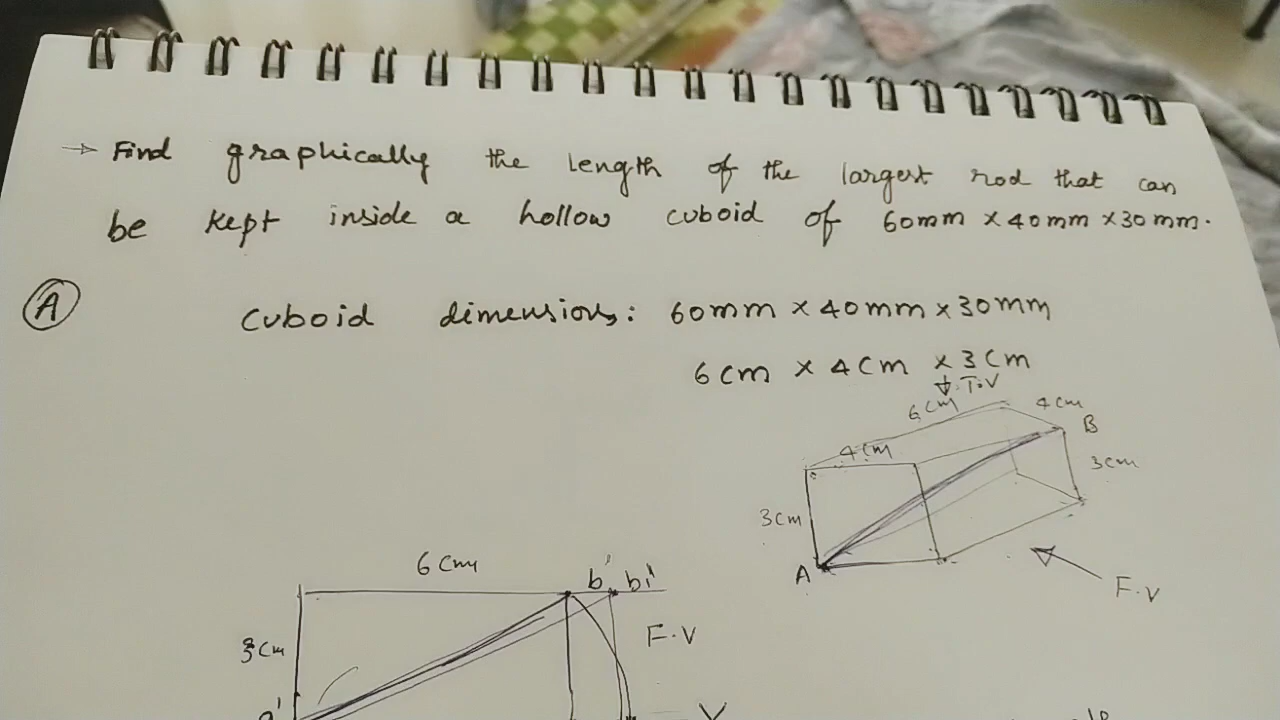 → Find graphically the length of the largest rod that can
be kept inside a hollow cuboid of 60mm x 40mm x 30mm.
A
cuboid dimensions: 60mm x 40mm x 30mm
6cm x 4cm x 3cm
↓ T.V
6cm
4cm
B
4cm
3cm
3cm
A
F.V
6cm
b' b1'
3cm
F.V
a'